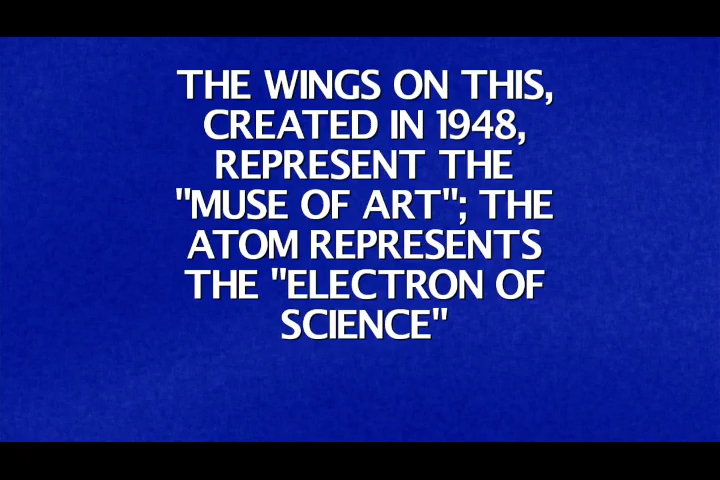 THE WINGS ON THIS,
CREATED IN 1948,
REPRESENT THE
"MUSE OF ART"; THE
ATOM REPRESENTS
THE "ELECTRON OF
SCIENCE"